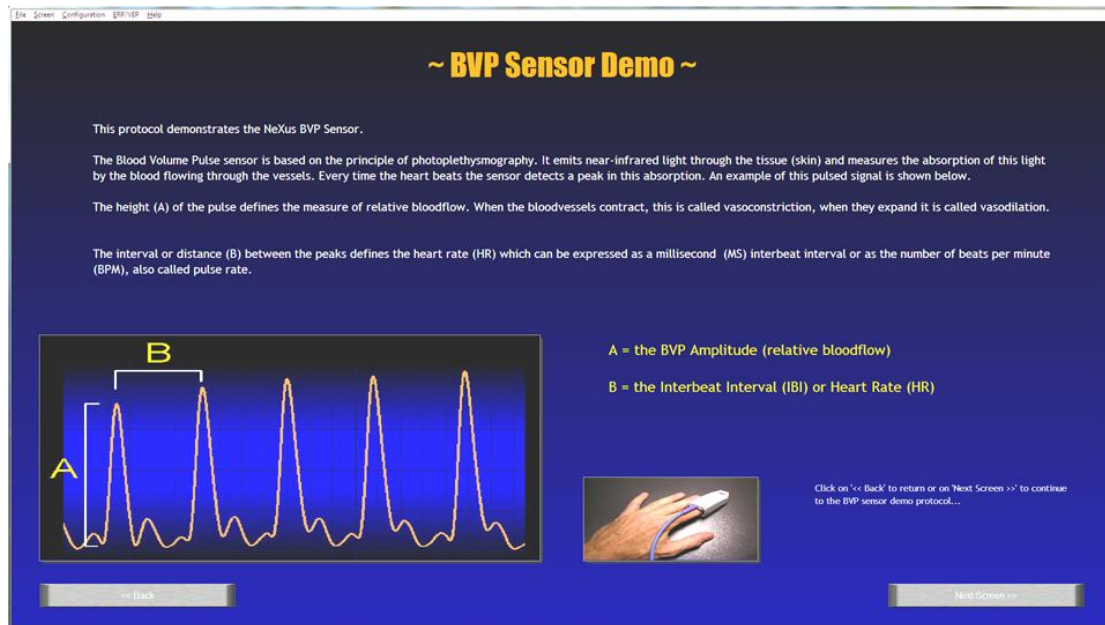 File Screen Configuration ERP/VEP Help
~ BVP Sensor Demo ~
This protocol demonstrates the NeXus BVP Sensor.
The Blood Volume Pulse sensor is based on the principle of photoplethysmography. It emits near-infrared light through the tissue (skin) and measures the absorption of this light
by the blood flowing through the vessels. Every time the heart beats the sensor detects a peak in this absorption. An example of this pulsed signal is shown below.
The height (A) of the pulse defines the measure of relative bloodflow. When the bloodvessels contract, this is called vasoconstriction, when they expand it is called vasodilation.
The interval or distance (B) between the peaks defines the heart rate (HR) which can be expressed as a millisecond (MS) interbeat interval or as the number of beats per minute
(BPM), also called pulse rate.
B
A
A = the BVP Amplitude (relative bloodflow)
B = the Interbeat Interval (IBI) or Heart Rate (HR)
Click on '<< Back' to return or on 'Next Screen >>' to continue
to the BVP sensor demo protocol...
<< Back
Next Screen >>